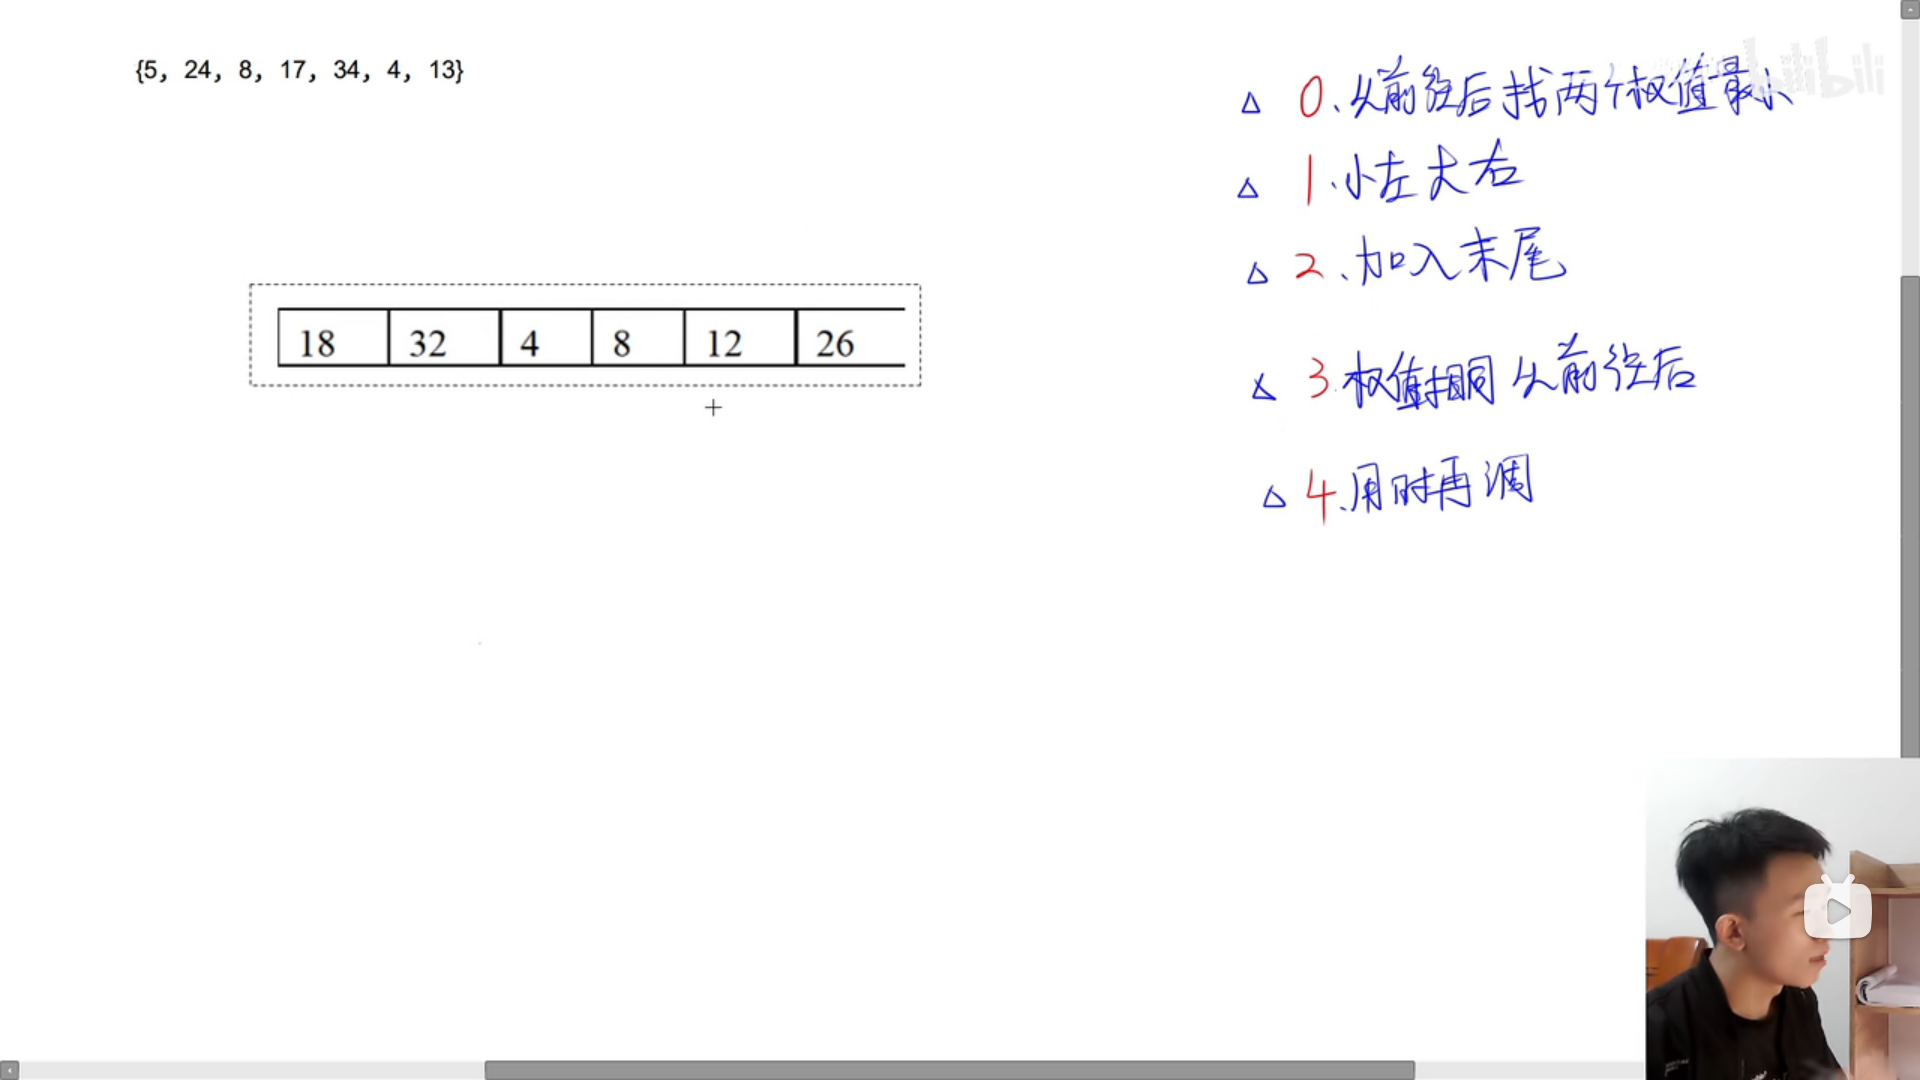 {5, 24, 8, 17, 34, 4, 13}
18 32 4 8 12 26
△ 0、从前往后找两个权值最小
△ 1、小左大右
△ 2、加入末尾
△ 3.权值相同从前往后
△ 4、用时再调
bilibili